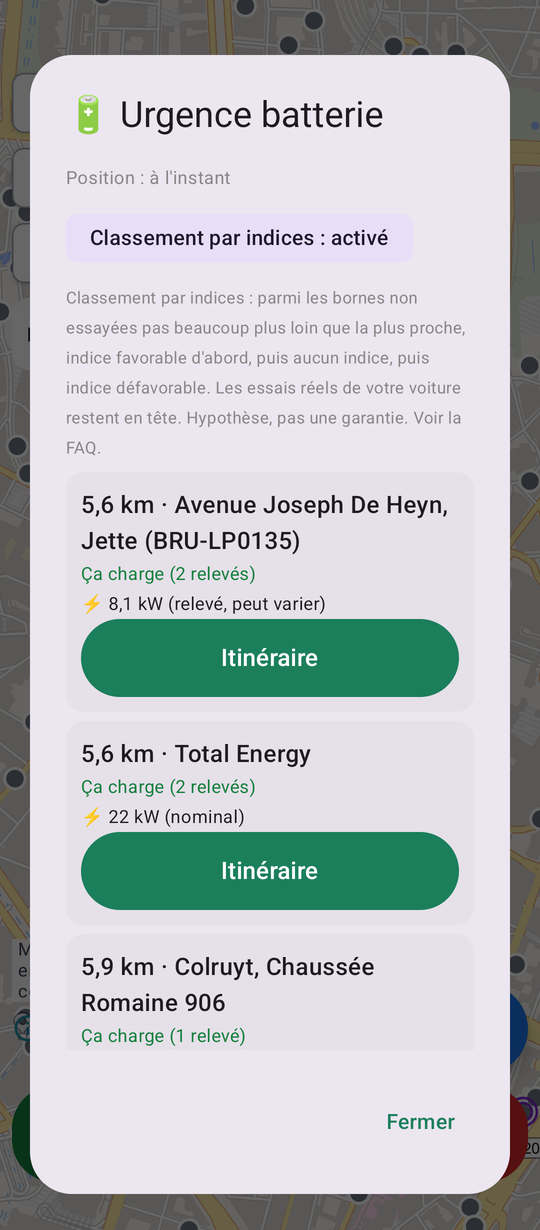 Urgence batterie
Position : à l'instant
Classement par indices : activé
Classement par indices : parmi les bornes non
essayées pas beaucoup plus loin que la plus proche,
indice favorable d'abord, puis aucun indice, puis
indice défavorable. Les essais réels de votre voiture
restent en tête. Hypothèse, pas une garantie. Voir la
FAQ.
5,6 km · Avenue Joseph De Heyn,
Jette (BRU-LP0135)
Ça charge (2 relevés)
⚡ 8,1 kW (relevé, peut varier)
Itinéraire
5,6 km · Total Energy
Ça charge (2 relevés)
⚡ 22 kW (nominal)
Itinéraire
5,9 km · Colruyt, Chaussée
Romaine 906
Ça charge (1 relevé)
Fermer